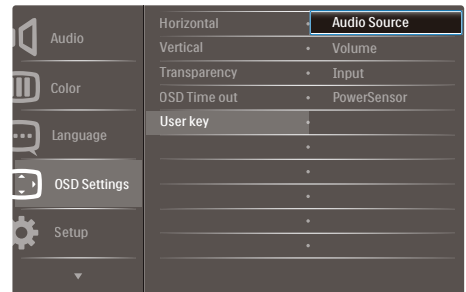 Audio
Color
Language
OSD Settings
Setup
Horizontal
Vertical
Transparency
OSD Time out
User key
Audio Source
Volume
Input
PowerSensor